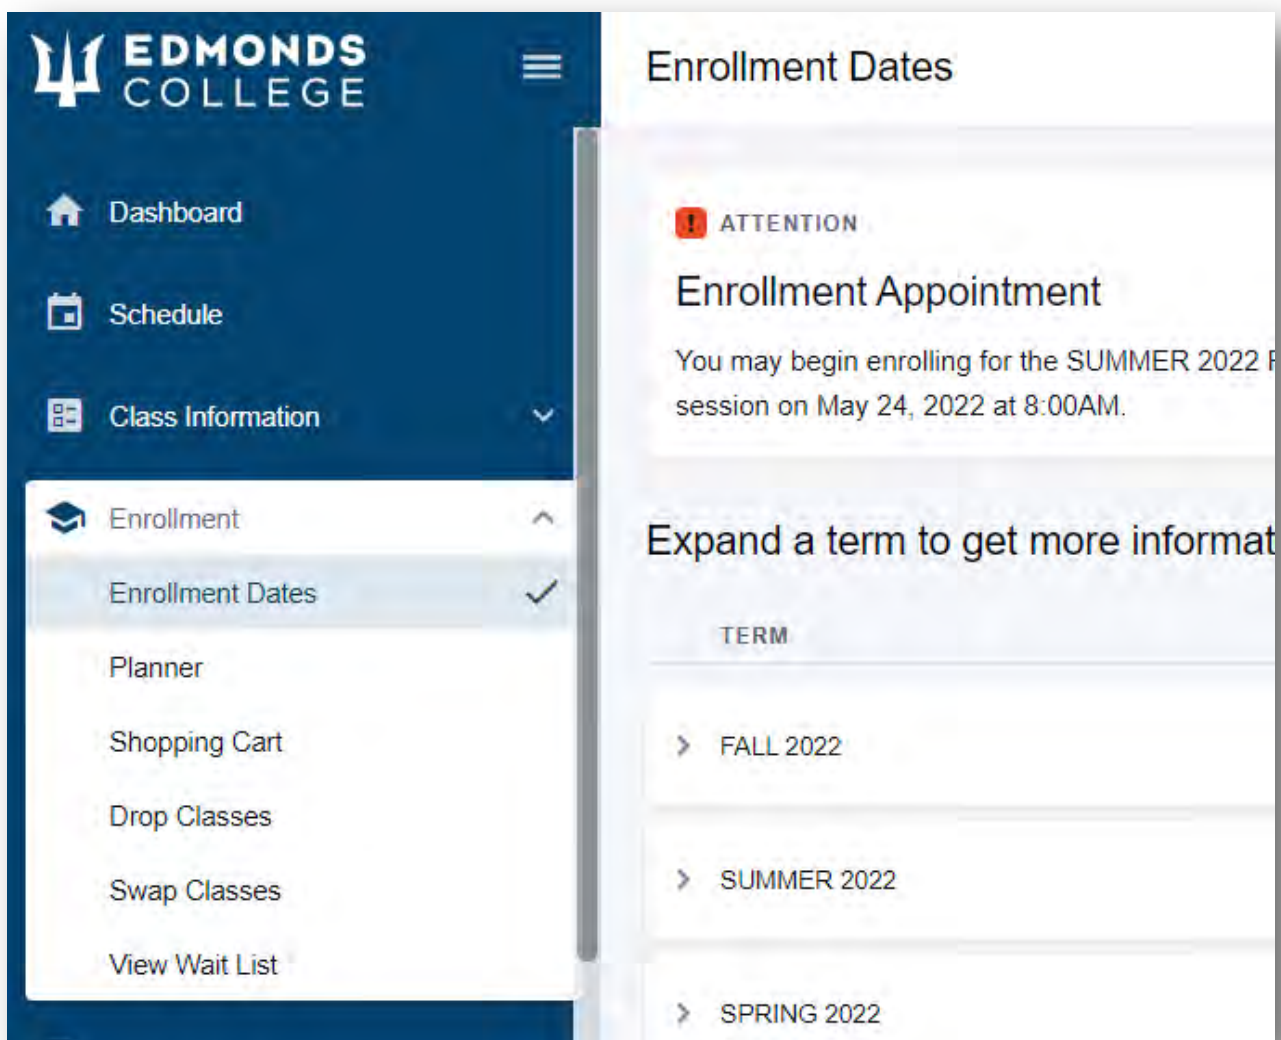 EDMONDS
COLLEGE
Dashboard
Schedule
Class Information
Enrollment
Enrollment Dates
Planner
Shopping Cart
Drop Classes
Swap Classes
View Wait List
Enrollment Dates
ATTENTION
Enrollment Appointment
You may begin enrolling for the SUMMER 2022
session on May 24, 2022 at 8:00AM.
Expand a term to get more informat
TERM
FALL 2022
SUMMER 2022
SPRING 2022